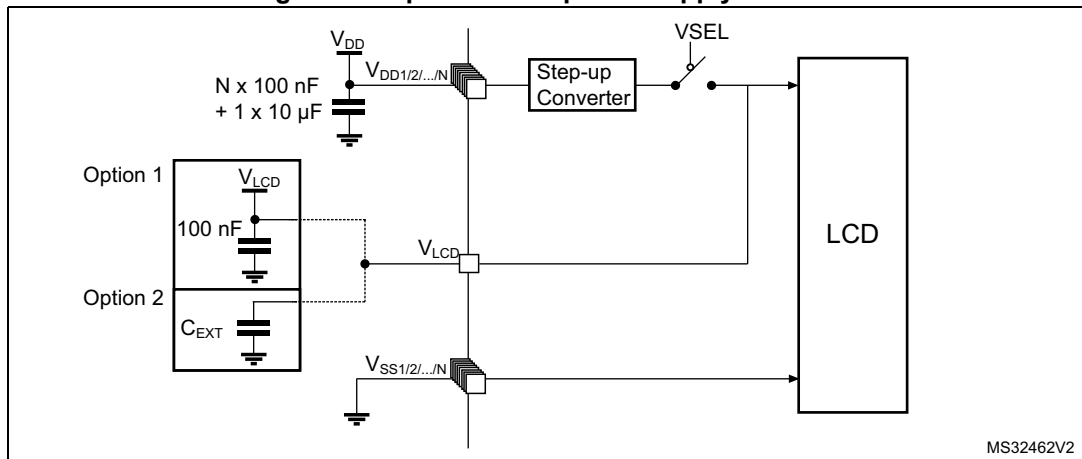 VDD
VSEL
VDD1/2/.../N
N x 100 nF
+ 1 x 10 µF
Step-up
Converter
Option 1
VLCD
100 nF
VLCD
LCD
Option 2
CEXT
VSS1/2/.../N
MS32462V2